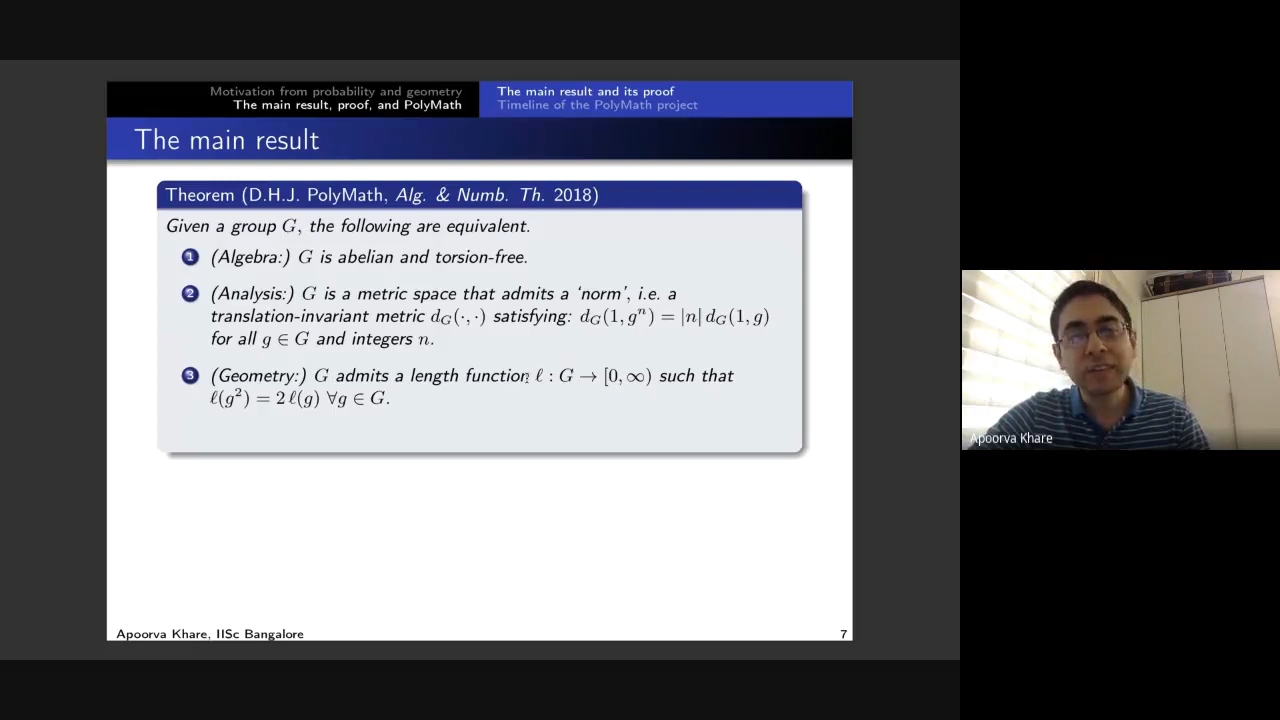 Motivation from probability and geometry
The main result, proof, and PolyMath
The main result and its proof
Timeline of the PolyMath project
The main result
Theorem (D.H.J. PolyMath, Alg. & Numb. Th. 2018)
Given a group G, the following are equivalent.
1 (Algebra:) G is abelian and torsion-free.
2 (Analysis:) G is a metric space that admits a ‘norm’, i.e. a
translation-invariant metric d_G(·, ·) satisfying: d_G(1, gⁿ) = |n| d_G(1, g)
for all g ∈ G and integers n.
3 (Geometry:) G admits a length function ℓ : G → [0, ∞) such that
ℓ(g²) = 2 ℓ(g) ∀g ∈ G.
Apoorva Khare, IISc Bangalore
7
Apoorva Khare